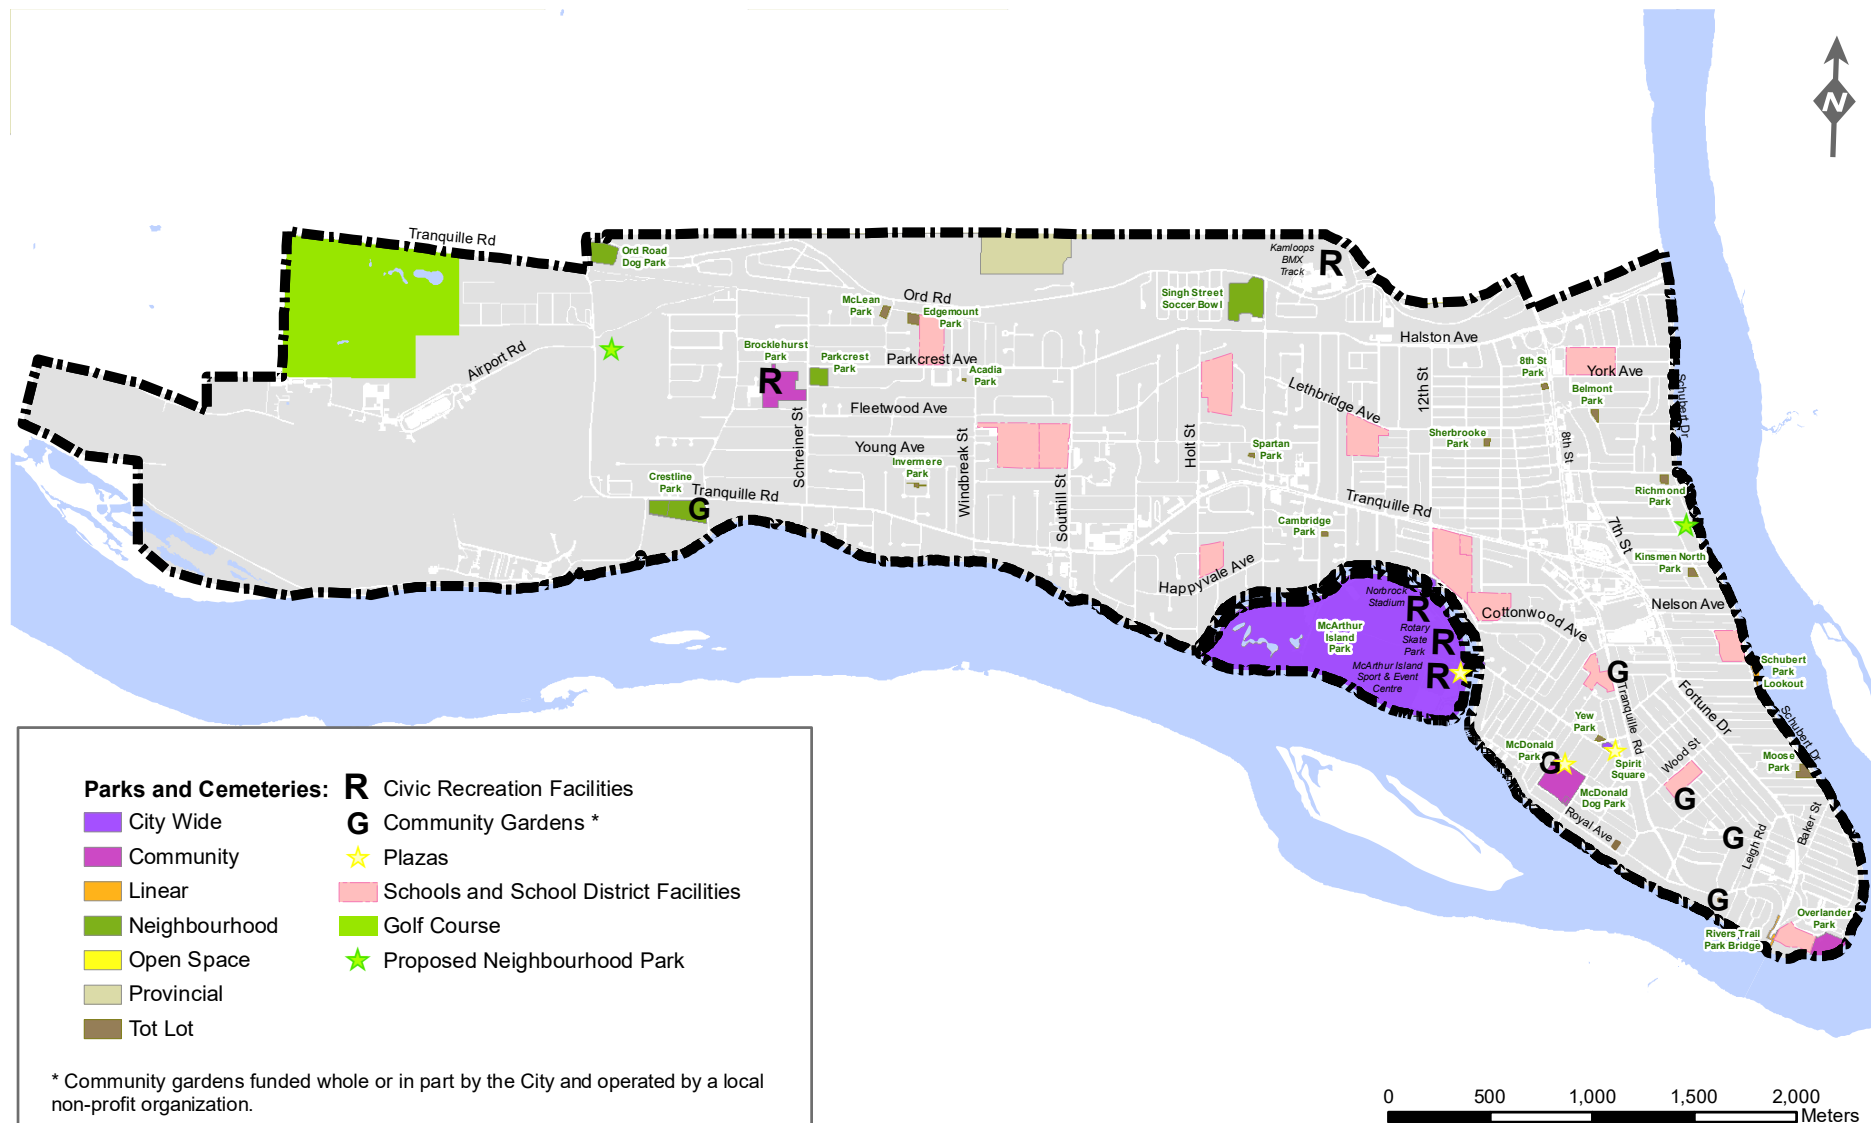 N
Tranquille Rd
Ord Road
Dog Park
Kamloops
BMX
Track
R
McLean
Park
Ord Rd
Edgemount
Park
Singh Street
Soccer Bowl
Halston Ave
Airport Rd
Brocklehurst
Park
R
Parkcrest
Park
Parkcrest Ave
Acadia
Park
Lethbridge Ave
12th St
8th St
Park
York Ave
Belmont
Park
Schubert Dr
Fleetwood Ave
Schreiner St
Young Ave
Windbreak St
Holt St
Spartan
Park
Sherbrooke
Park
8th St
Invermere
Park
Crestline
Park
G
Tranquille Rd
Southill St
Tranquille Rd
Richmond
Park
Cambridge
Park
7th St
Kinsmen North
Park
Happyvale Ave
Norbrock
Stadium
R
Nelson Ave
Cottonwood Ave
McArthur
Island
Park
Rotary
Skate
Park
R
McArthur Island
Sport & Event
Centre
R
G
Schubert
Park
Lookout
Tranquille Rd
Fortune Dr
Schubert Dr
Yew
Park
McDonald
Park
G
Spirit
Square
Wood St
Moose
Park
McDonald
Dog Park
G
Royal Ave
Baker St
G
Leigh Rd
G
Overlander
Park
Rivers Trail
Park Bridge
Parks and Cemeteries:
City Wide
Community
Linear
Neighbourhood
Open Space
Provincial
Tot Lot
R Civic Recreation Facilities
G Community Gardens *
Plazas
Schools and School District Facilities
Golf Course
Proposed Neighbourhood Park
* Community gardens funded whole or in part by the City and operated by a local
non-profit organization.
0 500 1,000 1,500 2,000
Meters